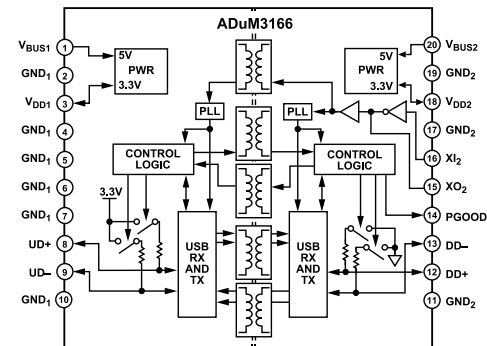 ADuM3166
VBUS1 1
GND1 2
VDD1 3
GND1 4
GND1 5
GND1 6
GND1 7
UD+ 8
UD– 9
GND1 10
5V
PWR
3.3V
PLL
CONTROL
LOGIC
3.3V
USB
RX
AND
TX
PLL
CONTROL
LOGIC
USB
RX
AND
TX
5V
PWR
3.3V
20 VBUS2
19 GND2
18 VDD2
17 GND2
16 XI2
15 XO2
14 PGOOD
13 DD–
12 DD+
11 GND2